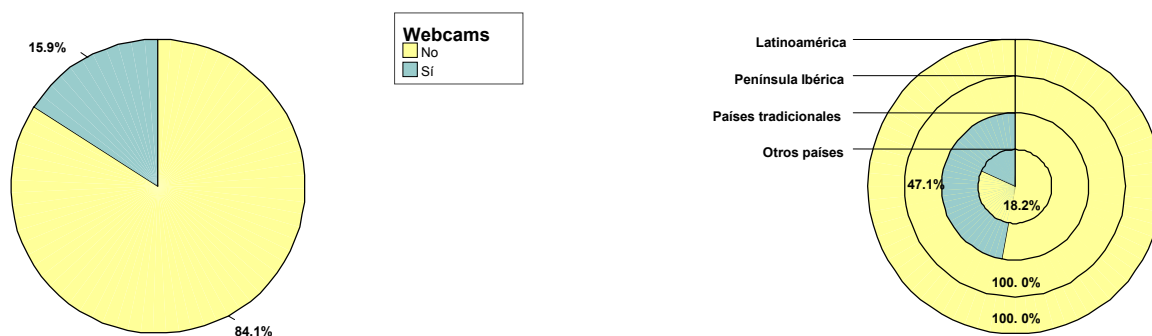 15.9%
84.1%
Webcams
No
Sí
Latinoamérica
Península Ibérica
Países tradicionales
Otros países
47.1%
18.2%
100. 0%
100. 0%